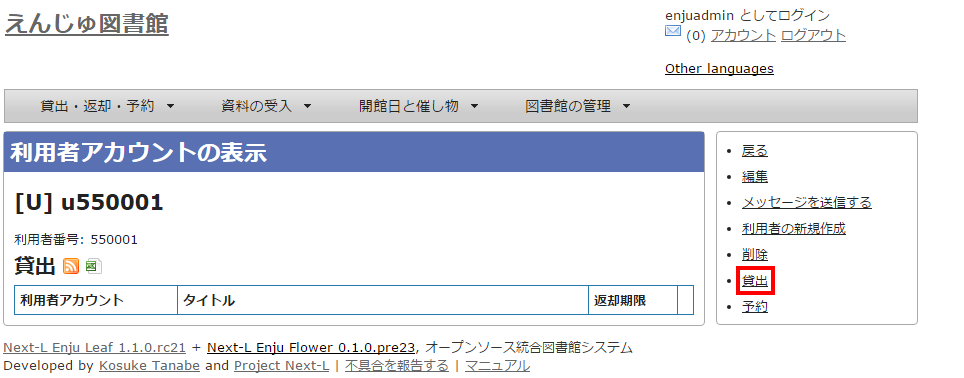 えんじゅ図書館
enjuadmin としてログイン
(0) アカウント ログアウト
Other languages
貸出・返却・予約 資料の受入 開館日と催し物 図書館の管理
利用者アカウントの表示
[U] u550001
利用者番号: 550001
貸出
利用者アカウント タイトル 返却期限
戻る
編集
メッセージを送信する
利用者の新規作成
削除
貸出
予約
Next-L Enju Leaf 1.1.0.rc21 + Next-L Enju Flower 0.1.0.pre23, オープンソース統合図書館システム
Developed by Kosuke Tanabe and Project Next-L | 不具合を報告する | マニュアル